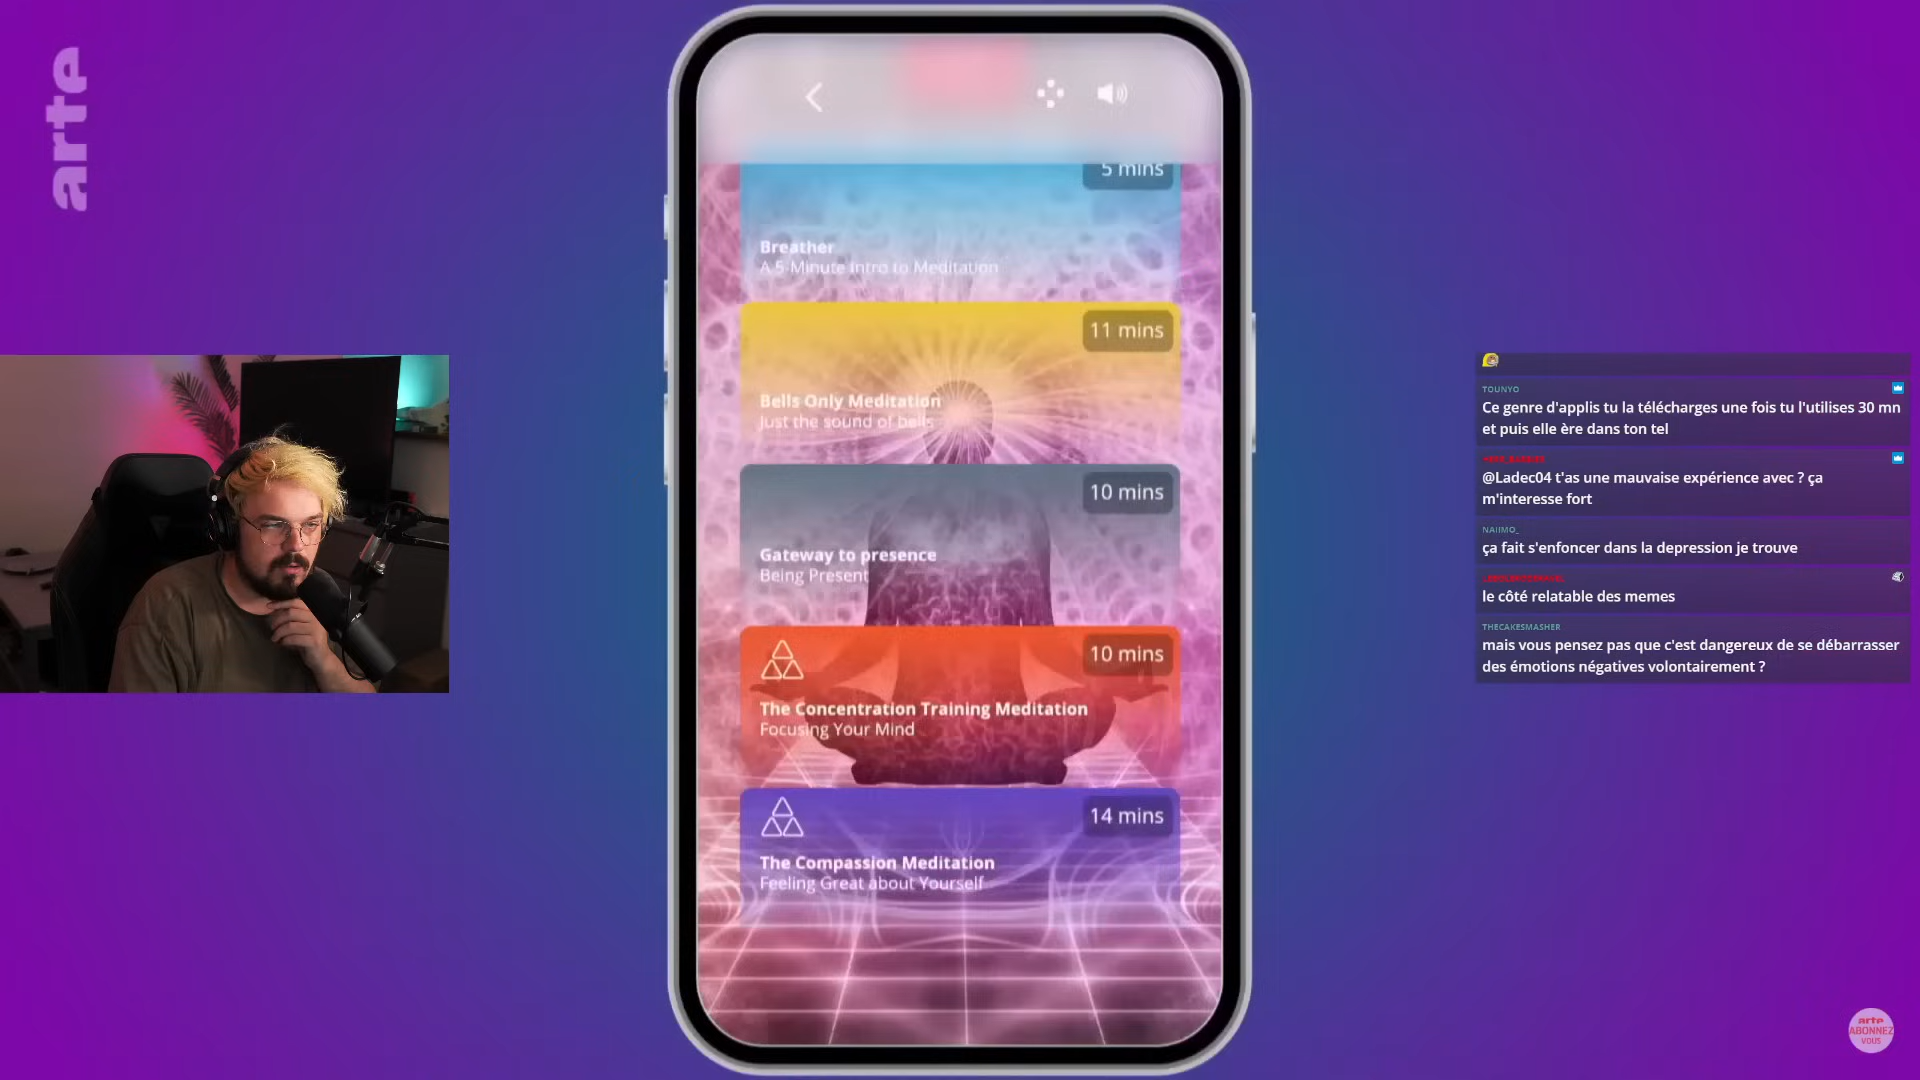 arte
5 mins
Breather
A 5-Minute Intro to Meditation
11 mins
Bells Only Meditation
Just the sound of bells
10 mins
Gateway to presence
Being Present
10 mins
The Concentration Training Meditation
Focusing Your Mind
14 mins
The Compassion Meditation
Feeling Great about Yourself
TOUNYO
Ce genre d'applis tu la télécharges une fois tu l'utilises 30 mn
et puis elle ère dans ton tel
@Ladec04 t'as une mauvaise expérience avec ? ça
m'interesse fort
NAIIMO_
ça fait s'enfoncer dans la depression je trouve
le côté relatable des memes
THECAKESMASHER
mais vous pensez pas que c'est dangereux de se débarrasser
des émotions négatives volontairement ?
arte
ABONNEZ
VOUS